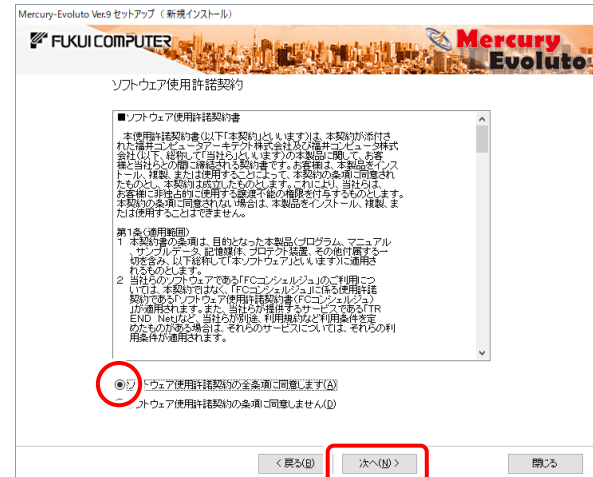 Mercury-Evoluto Ver.9 セットアップ（新規インストール）
FUKUI COMPUTER
Mercury
Evoluto
ソフトウェア使用許諾契約
■ソフトウェア使用許諾契約書
本使用許諾契約書(以下「本契約」といいます)は、本契約が添付さ
れた福井コンピュータアーキテクト株式会社及び福井コンピュータ株式
会社(以下、総称して「当社ら」といいます)の本製品に関して、お客
様と当社らとの間に締結される契約書です。お客様は、本製品をインス
トール、複製、または使用することによって、本契約の条項に同意され
たものとし、本契約は成立したものとします。これにより、当社らは、
お客様に非独占的に使用する譲渡不能の権限を付与するものとします。
本契約の条項に同意されない場合は、本製品をインストール、複製、ま
たは使用することはできません。
第1条(適用範囲)
1 本契約書の条項は、目的となった本製品(プログラム、マニュアル
、サンプルデータ、記憶媒体、プロテクト装置、その他付属する一
切を含み、以下総称して「本ソフトウェア」といいます)に適用さ
れるものとします。
2 当社らのソフトウェアである「FCコンシェルジュ」のご利用につ
いては、本契約ではなく、「FCコンシェルジュ」に係る使用許諾
契約である「ソフトウェア使用許諾契約書(FCコンシェルジュ)
」が適用されます。また、当社らが提供するサービスである「TR
END Net」など、当社らが別途、利用規約など利用条件を定
めたものがある場合は、それらのサービスについては、それらの利
用条件が適用されます。
ソフトウェア使用許諾契約の全条項に同意します(A)
ソフトウェア使用許諾契約の条項に同意しません(D)
< 戻る(B)
次へ(N) >
閉じる